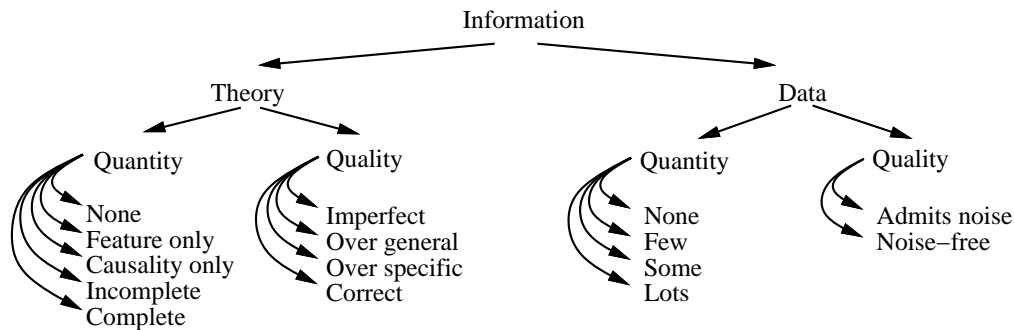 Information
Theory
Data
Quantity
Quality
Quantity
Quality
None
Feature only
Causality only
Incomplete
Complete
Imperfect
Over general
Over specific
Correct
None
Few
Some
Lots
Admits noise
Noise−free